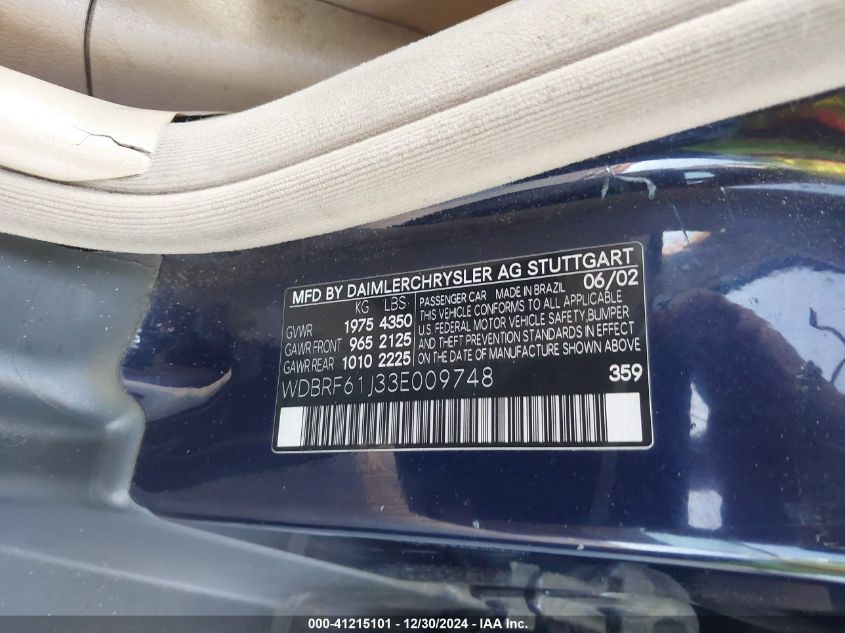 MFD BY DAIMLERCHRYSLER AG STUTTGART
KG LBS
GVWR 1975 4350
GAWR FRONT 965 2125
GAWR REAR 1010 2225
PASSENGER CAR MADE IN BRAZIL 06/02
THIS VEHICLE CONFORMS TO ALL APPLICABLE
U.S. FEDERAL MOTOR VEHICLE SAFETY,BUMPER
AND THEFT PREVENTION STANDARDS IN EFFECT
ON THE DATE OF MANUFACTURE SHOWN ABOVE.
WDBRF61J33E009748 359
000-41215101 - 12/30/2024 - IAA Inc.